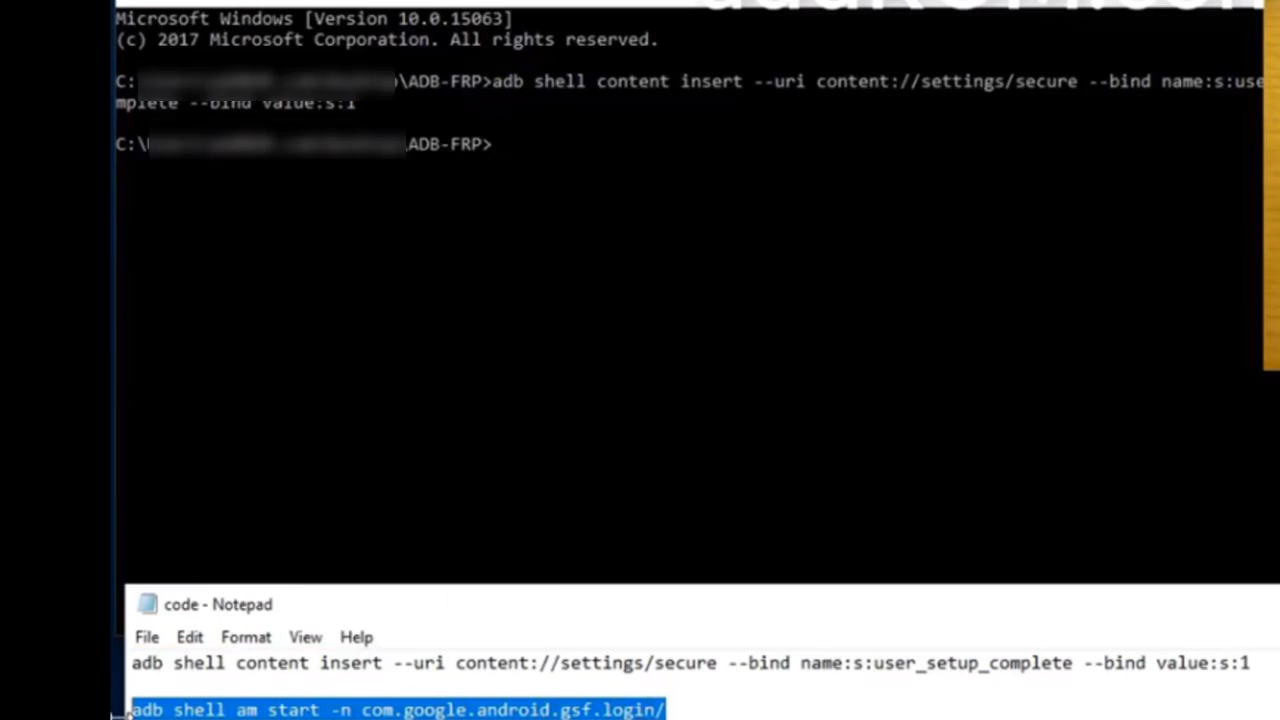 Microsoft Windows [Version 10.0.15063]
(c) 2017 Microsoft Corporation. All rights reserved.
C: \ADB-FRP>adb shell content insert --uri content://settings/secure --bind name:s:use
mplete --bind value:s:1
C:\ ADB-FRP>
code - Notepad
File Edit Format View Help
adb shell content insert --uri content://settings/secure --bind name:s:user_setup_complete --bind value:s:1
adb shell am start -n com.google.android.gsf.login/